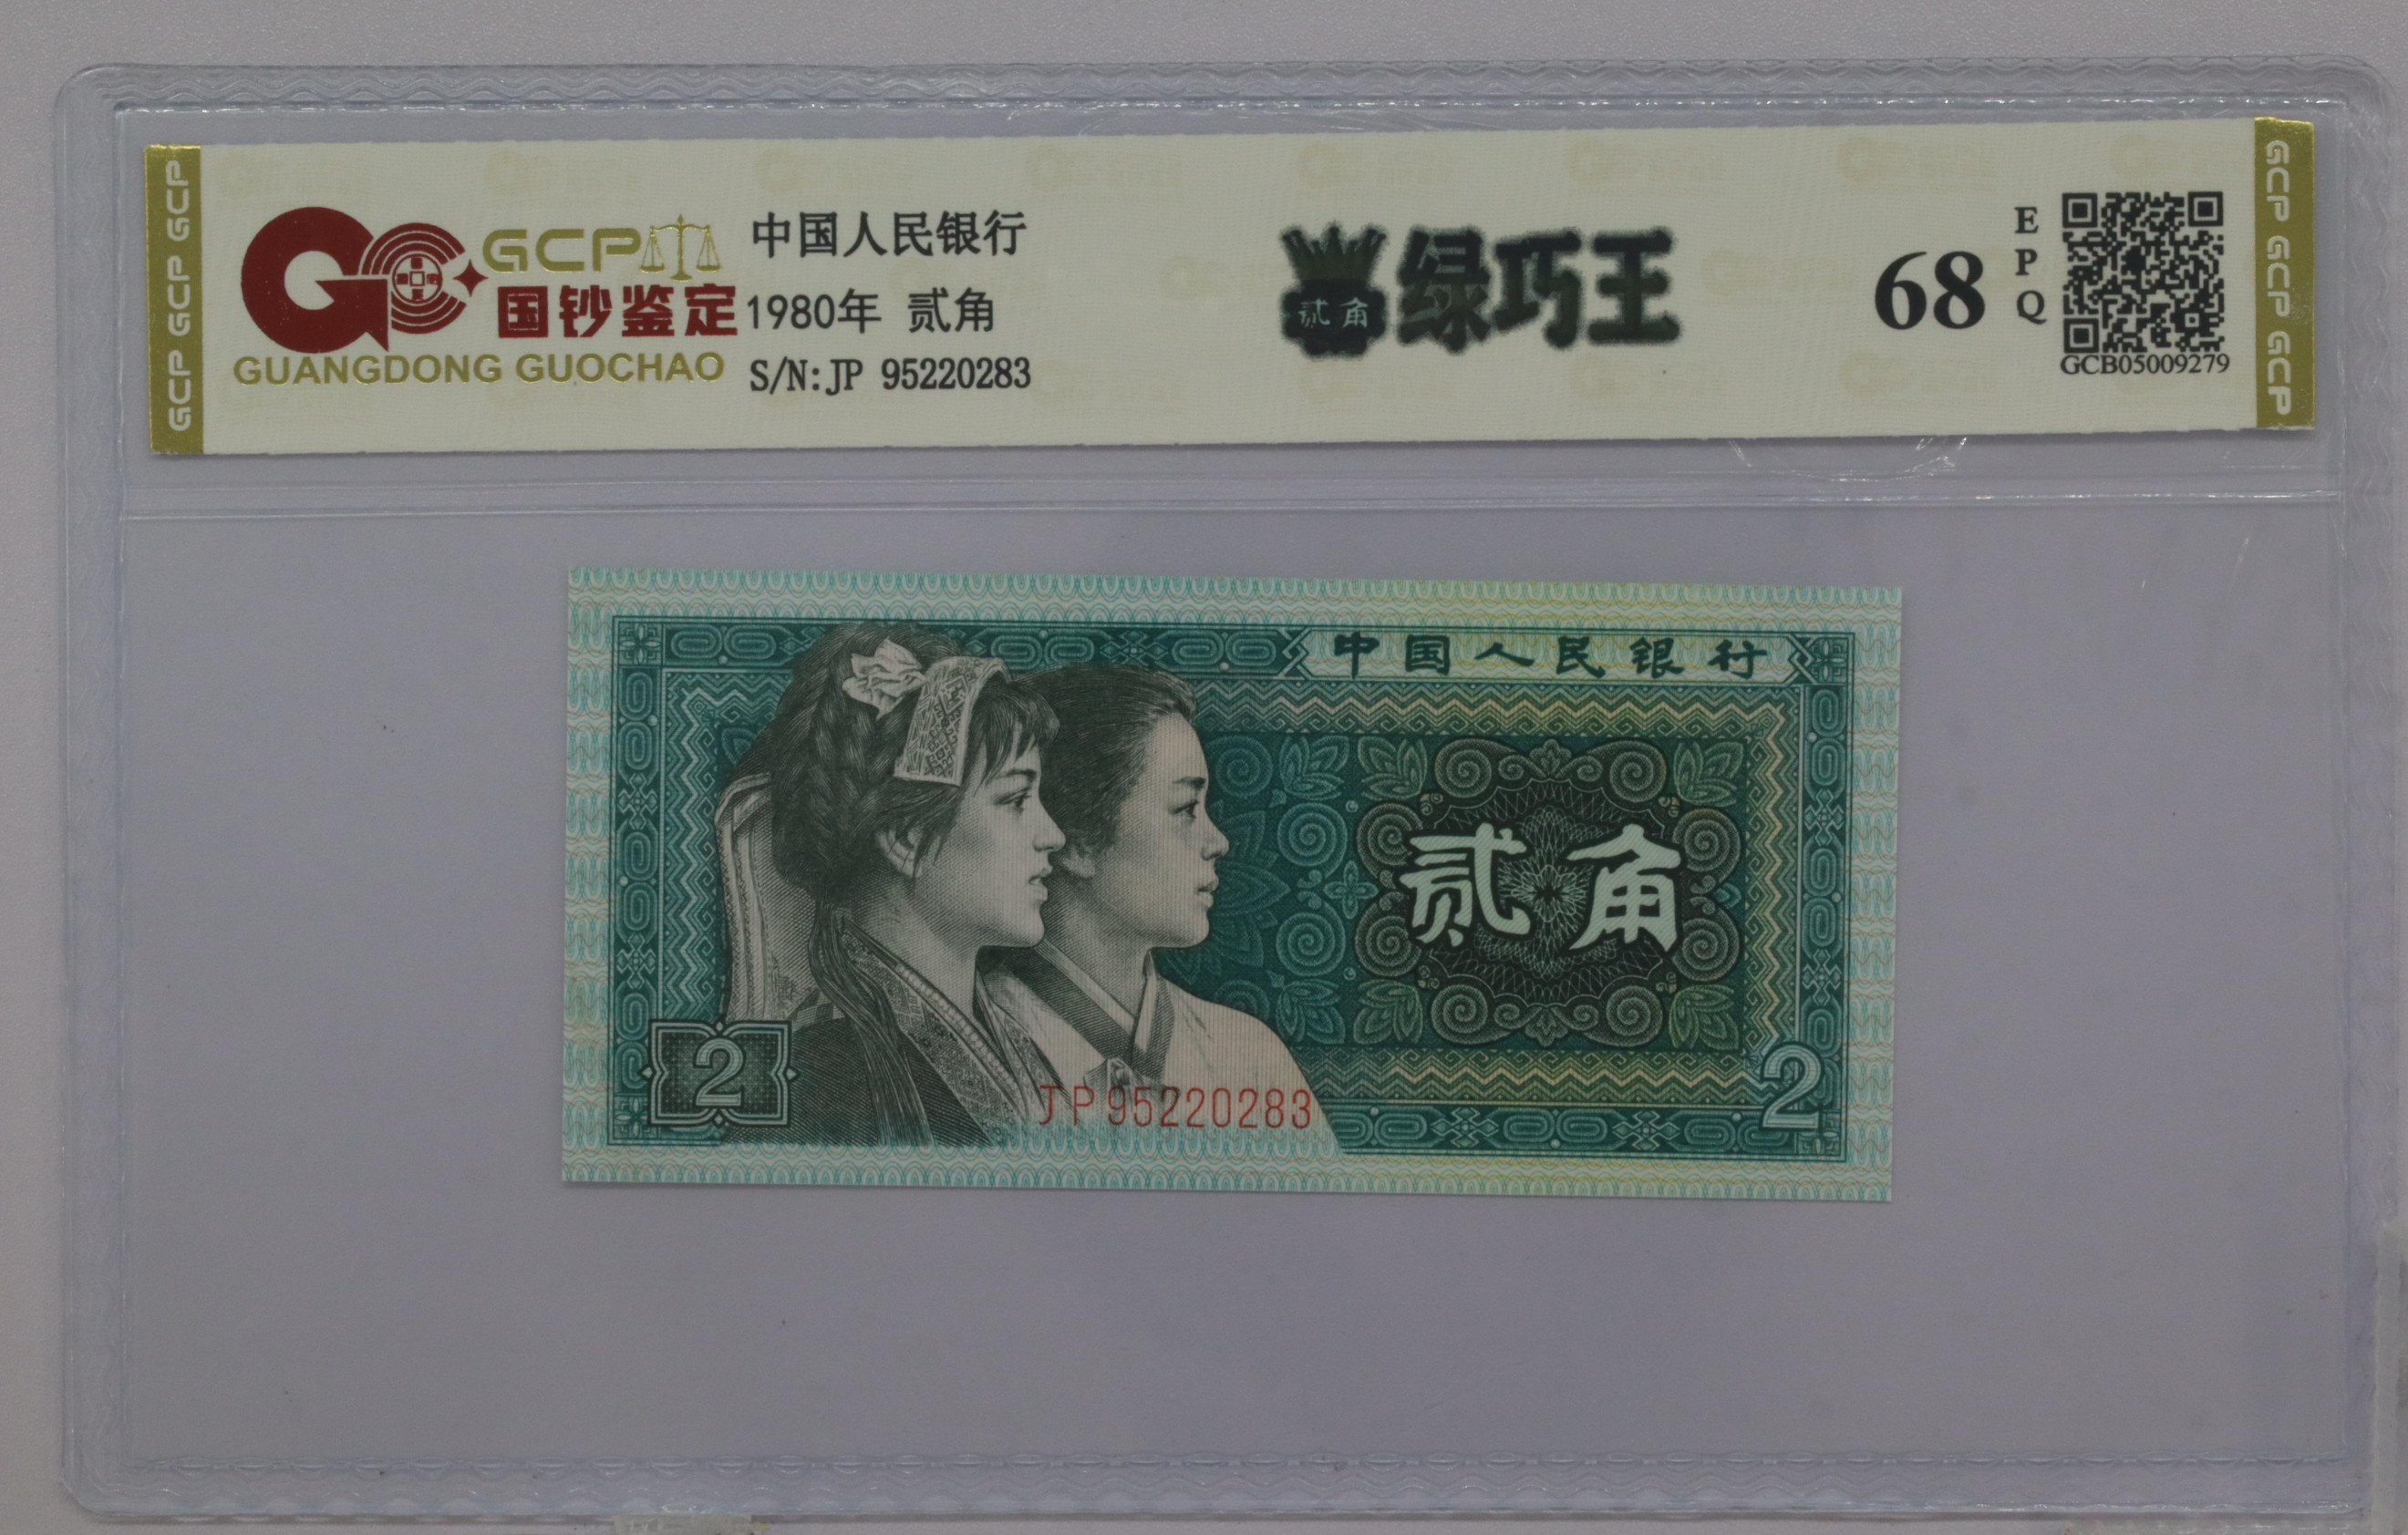 GCP GCP GCP
GCP
国钞鉴定
GUANGDONG GUOCHAO
中国人民银行
1980年 贰角
S/N:JP 95220283
贰角
绿巧王
68
EPQ
GCB05009279
GCP GCP GCP
中国人民银行
贰角
2
JP95220283
2